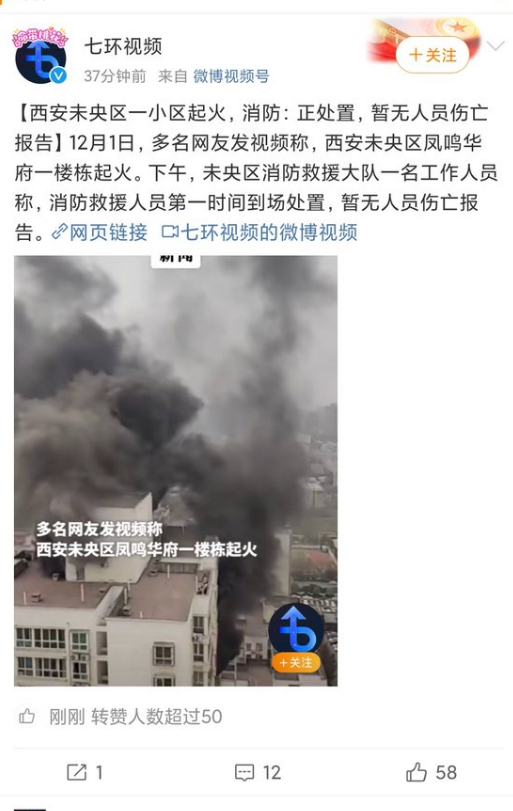 七环视频
37分钟前 来自 微博视频号
+关注
【西安未央区一小区起火，消防：正处置，暂无人员伤亡
报告】12月1日，多名网友发视频称，西安未央区凤鸣华
府一楼栋起火。下午，未央区消防救援大队一名工作人员
称，消防救援人员第一时间到场处置，暂无人员伤亡报
告。网页链接 七环视频的微博视频
新闻
多名网友发视频称
西安未央区凤鸣华府一楼栋起火
+关注
刚刚 转赞人数超过50
1
12
58